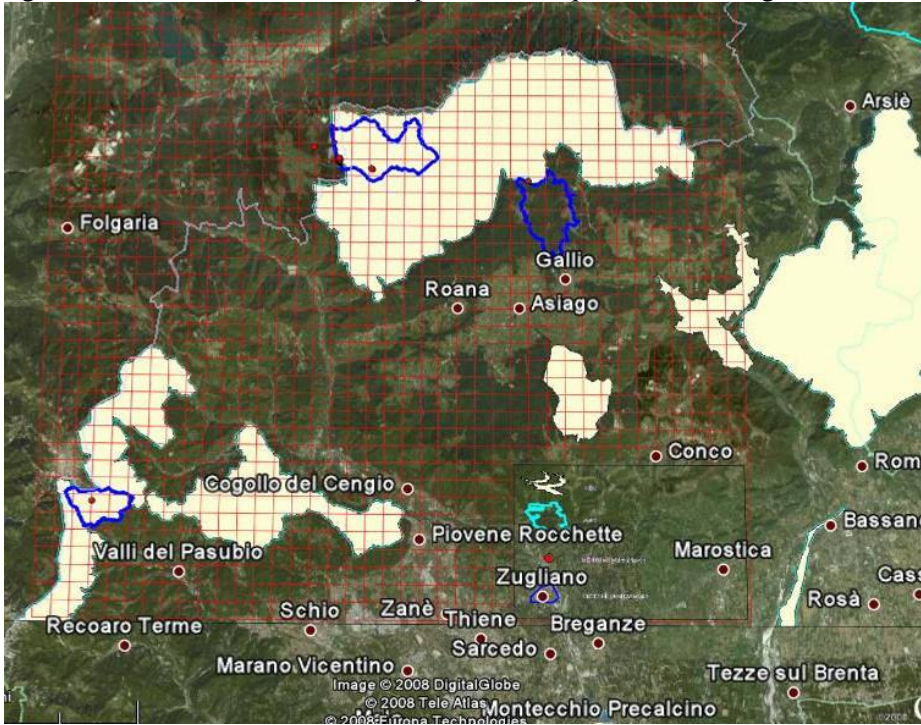 Arsiè
Folgaria
Gallio
Roana
Asiago
Conco
Rom
Cogollo del Cengio
Bassan
Piovene Rocchette
Valli del Pasubio
Marostica
Cass
Zugliano
Rosà
Schio
Zanè
Thiene
Breganze
Recoaro Terme
Sarcedo
Marano Vicentino
Tezze sul Brenta
Image © 2008 DigitalGlobe
© 2008 Tele Atlas
Montecchio Precalcino
© 2008 Europa Technologies
©2008